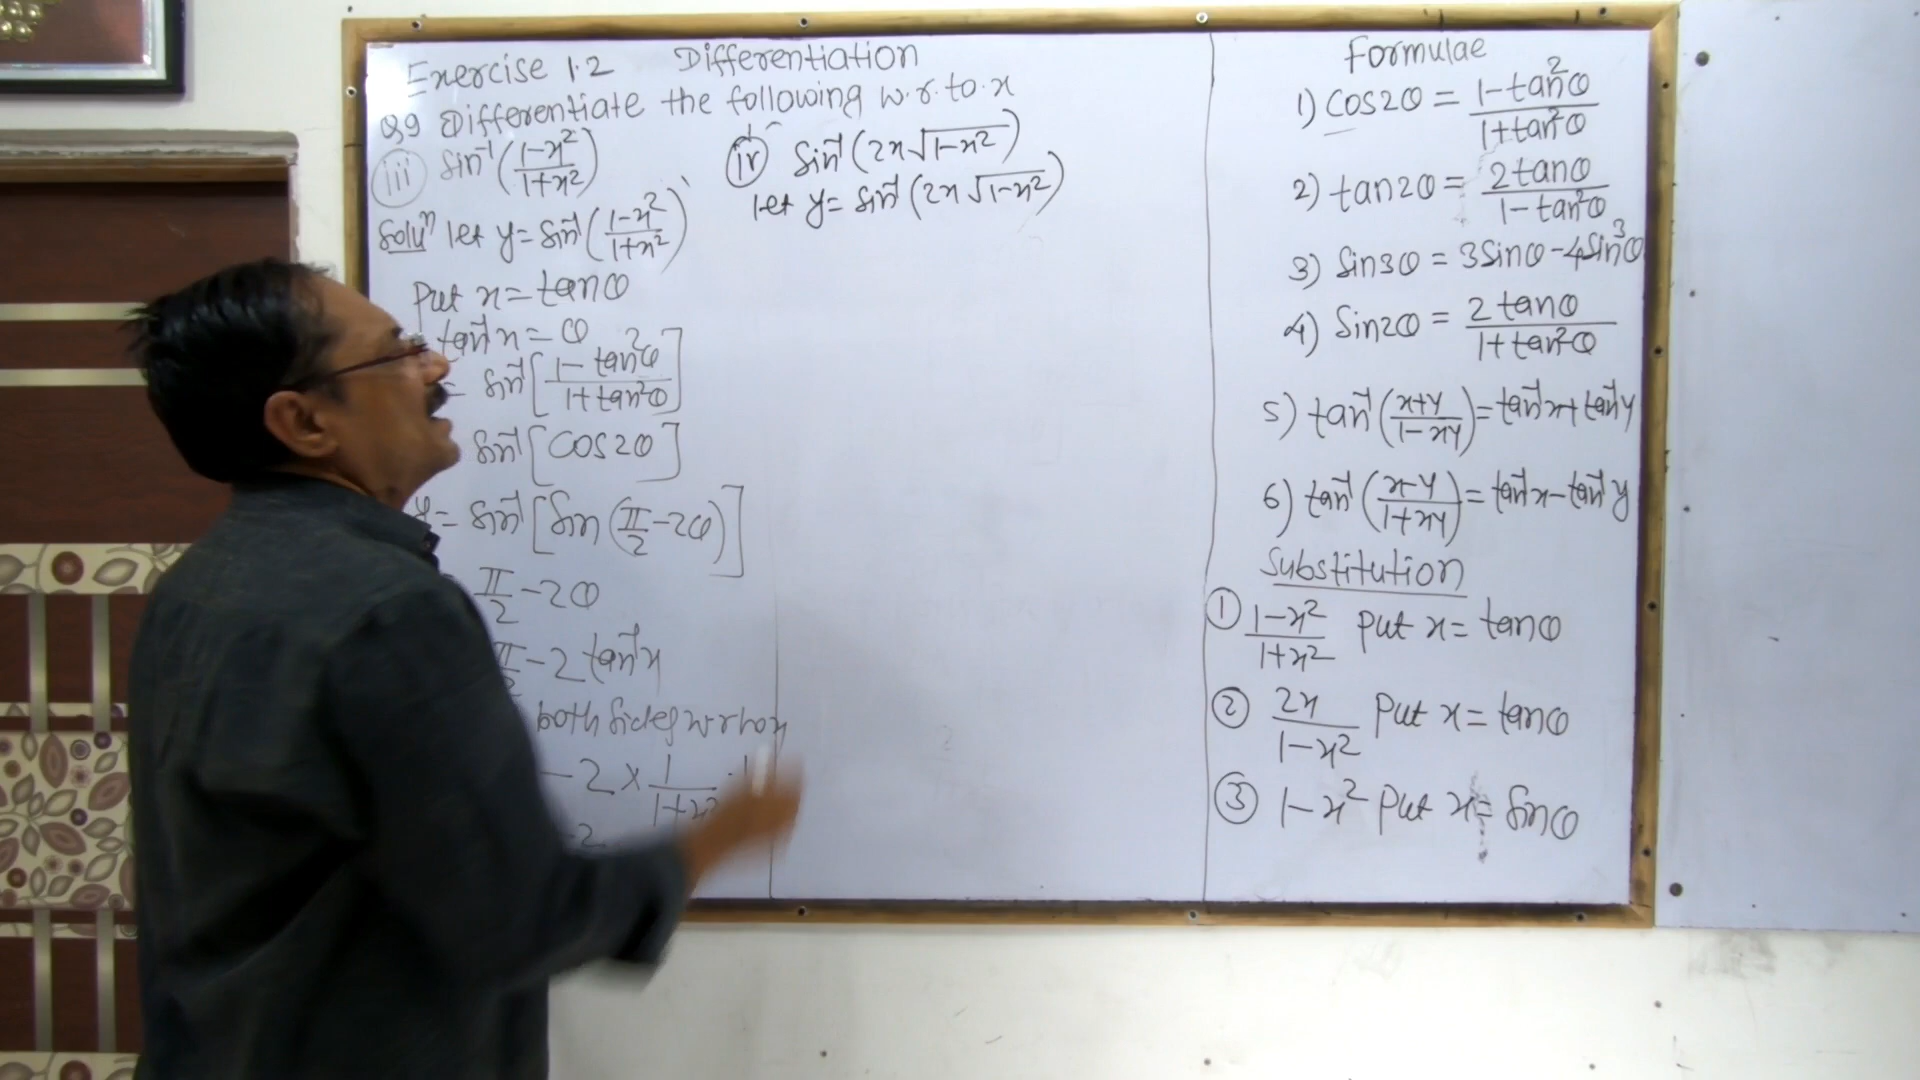 Exercise 1.2 Differentiation
Q9 Differentiate the following w.r.to.x
iii sin⁻¹ (1-x²/1+x²)
Solun let y= Sin⁻¹ (1-x²/1+x²)
Put x= tanθ
tan⁻¹x = θ
= Sin⁻¹ [1- tan²θ/1+ tan²θ]
Sin⁻¹ [cos2θ]
y= Sin⁻¹ [Sin (π/2 -2θ)]
π/2 -2θ
π/2 -2 tan⁻¹x
both sides w r to x
-2 × 1/1+x²
-2
iv Sin⁻¹ (2x√1-x²)
let y= Sin⁻¹ (2x √1-x²)
Formulae
1) cos2θ = 1-tan²θ/1+tan²θ
2) tan2θ = 2tanθ/1-tan²θ
3) Sin3θ = 3Sinθ-4Sin³θ
4) Sin2θ = 2tanθ/1+tan²θ
5) tan⁻¹ (x+y/1-xy) = tan⁻¹x+tan⁻¹y
6) tan⁻¹ (x-y/1+xy) = tan⁻¹x-tan⁻¹y
Substitution
① 1-x²/1+x² Put x= tanθ
② 2x/1-x² Put x= tanθ
③ 1-x² Put x= Sinθ